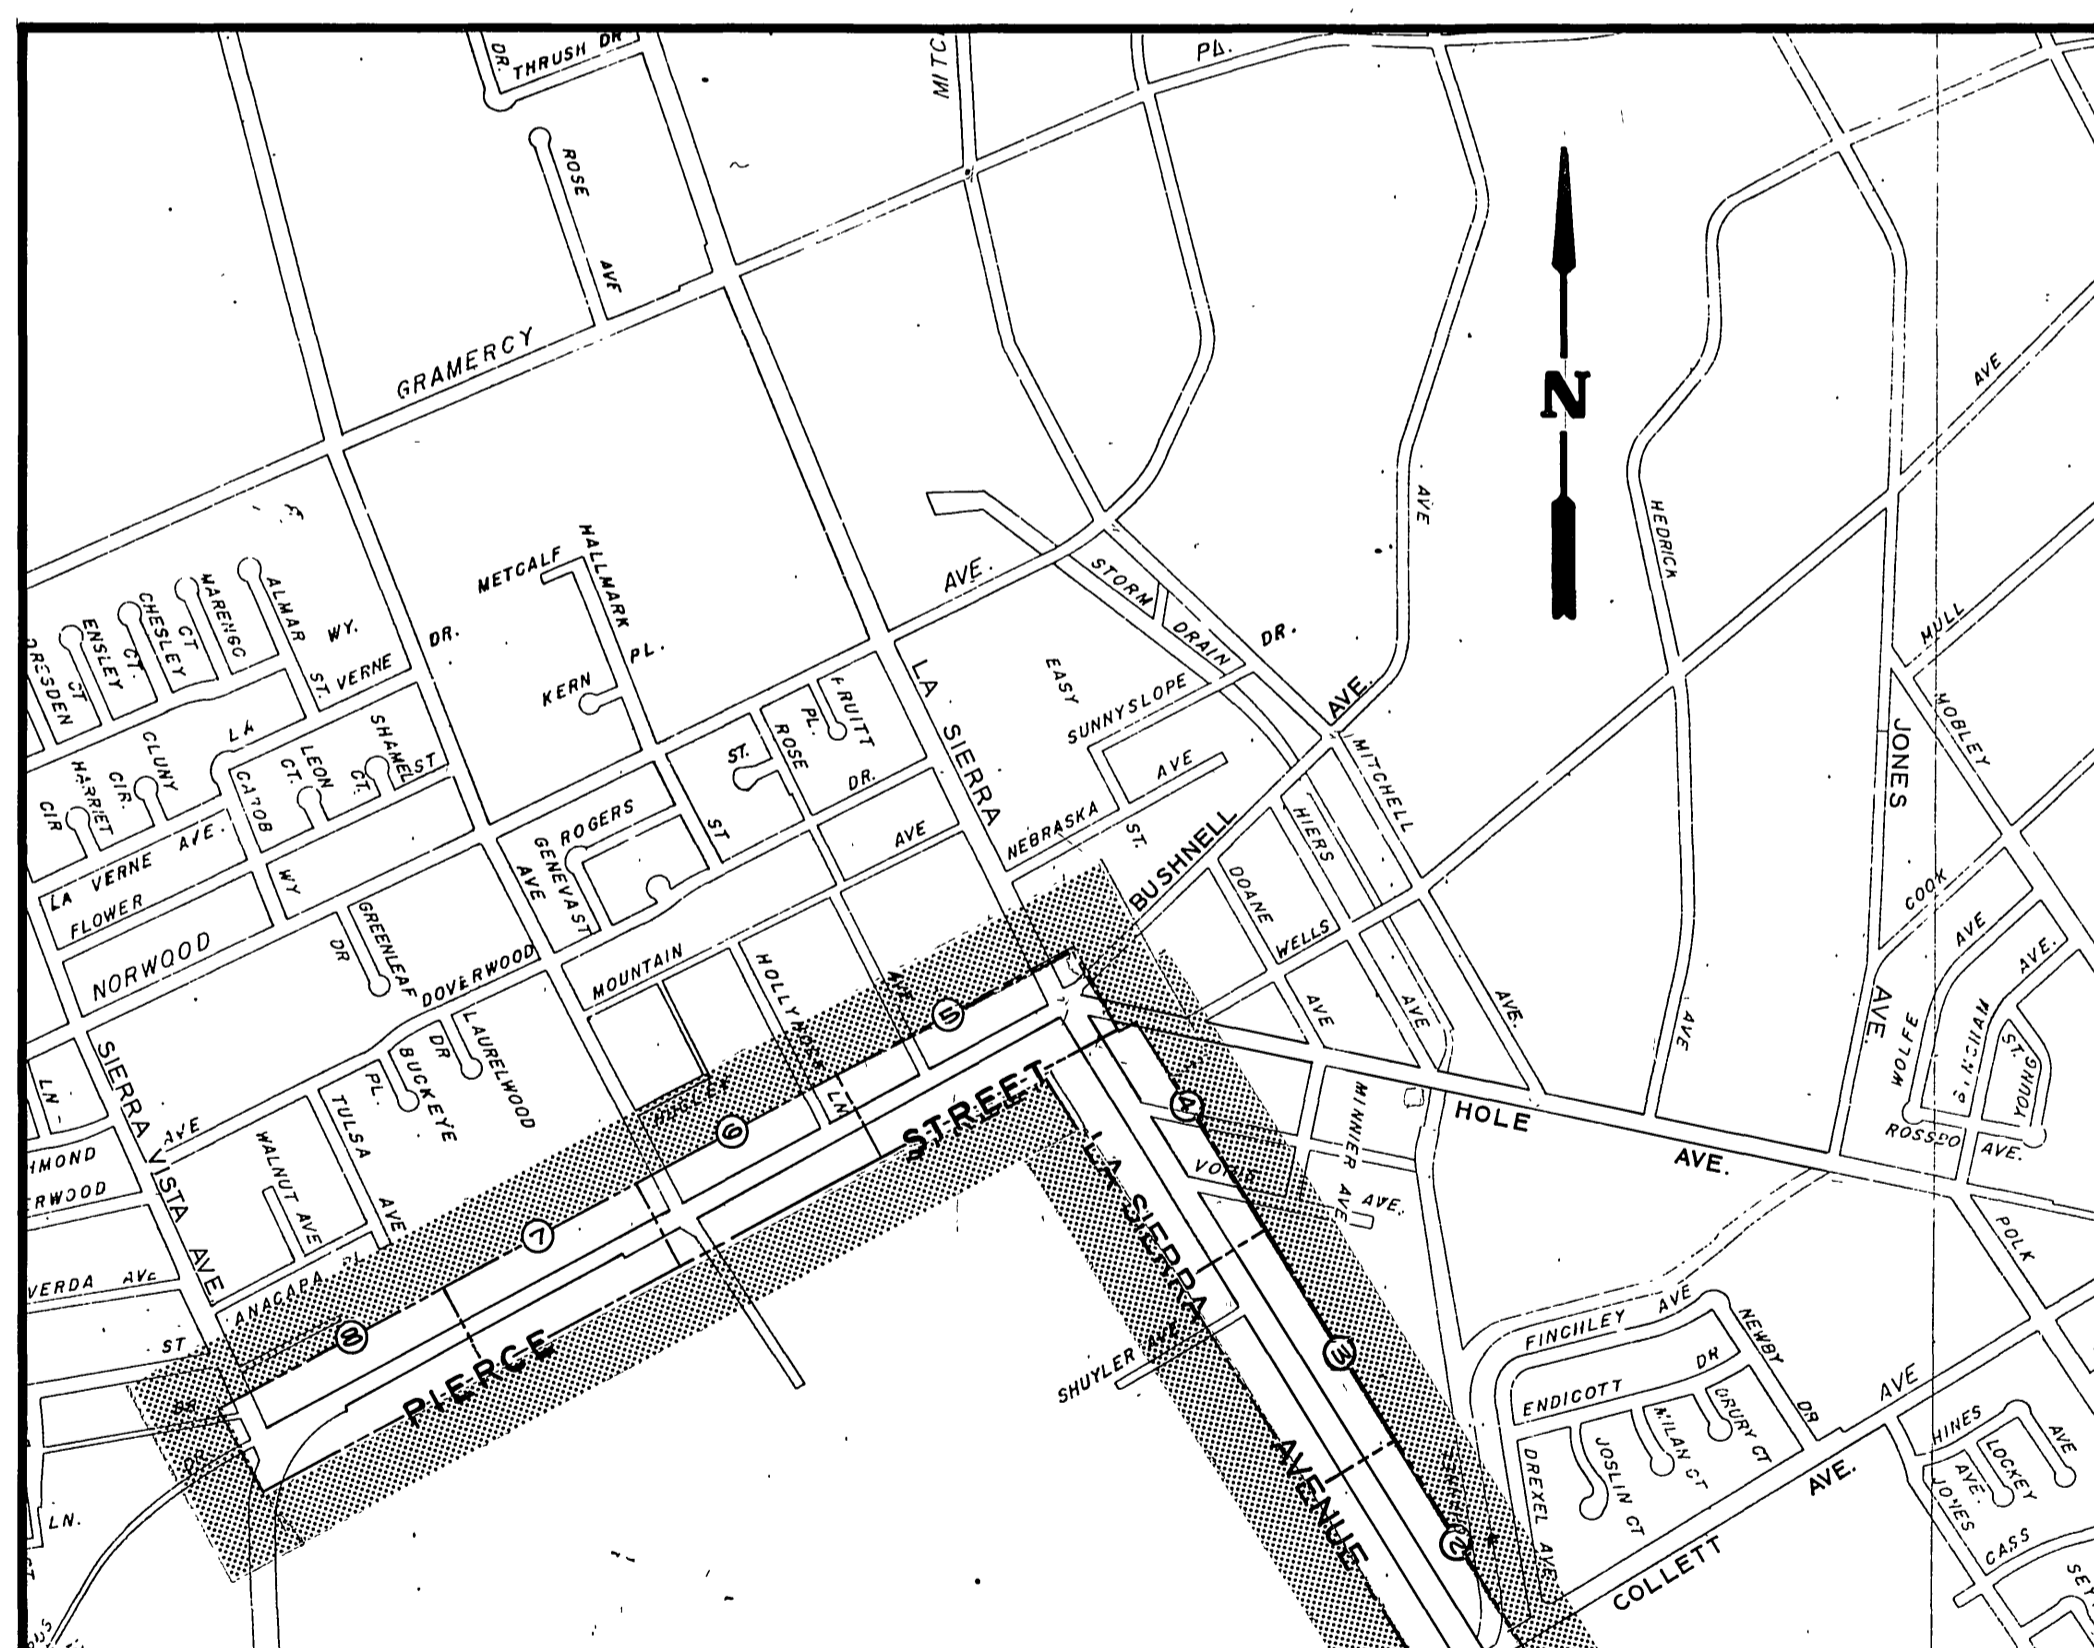 DR.
THRUSH DR
MITC
PL.
ROSE
AVE
GRAMERCY
N
AVE
AVE
HEDRICK
METCALF
HALLMARK
PL.
KERN
AVE.
STORM
DRAIN
DR.
MULL
MOBLEY
ALMAR
WY.
ST.
VERNE
DR.
MARENGO
CT
CHESLEY
CT.
ENSLEY
CT
DRESDEN
LA
SHAMEL
CT.
ST
LEON
CT.
CLUNY
CIR.
HARRIET
CIR
LA VERNE AVE.
FLOWER
WY
NORWOOD
GREENLEAF
DR
DOVERWOOD
LAURELWOOD
DR
BUCKEYE
PL.
TULSA
AVE
WALNUT AVE
AVE
ANACAPA PL
SIERRA VISTA AVE
LN
HMOND
ERWOOD
VERDA AVE
ST
DR
LN.
ROGERS
GENEVA ST
AVE
ST
ROSE
ST.
PL.
FRUITT
DR.
AVE
MOUNTAIN
HOLLYHOCK
LN
AVE
LA SIERRA
EASY
ST.
SUNNYSLOPE
AVE
NEBRASKA
BUSHNELL
AVE.
MITCHELL
AVE.
HIERS
AVE
DOANE
AVE
WELLS
JONES
AVE.
COOK
AVE
WOLFE
AVE.
ST.
YOUNG
AVE.
AVE
HOLE
AVE.
MINNIER AVE
AVE.
POLK
5
6
7
8
4
3
2
PIERCE
STREET
LA SIERRA
AVENUE
SHUYLER AVE
FINCHLEY AVE
NEWBY
DR
ENDICOTT
DR
DRURY CT
MILAN CT
JOSLIN CT
DREXEL AVE
COLLETT
AVE.
AVE
HINES
AVE
LOCKEY
AVE.
JONES
CASS